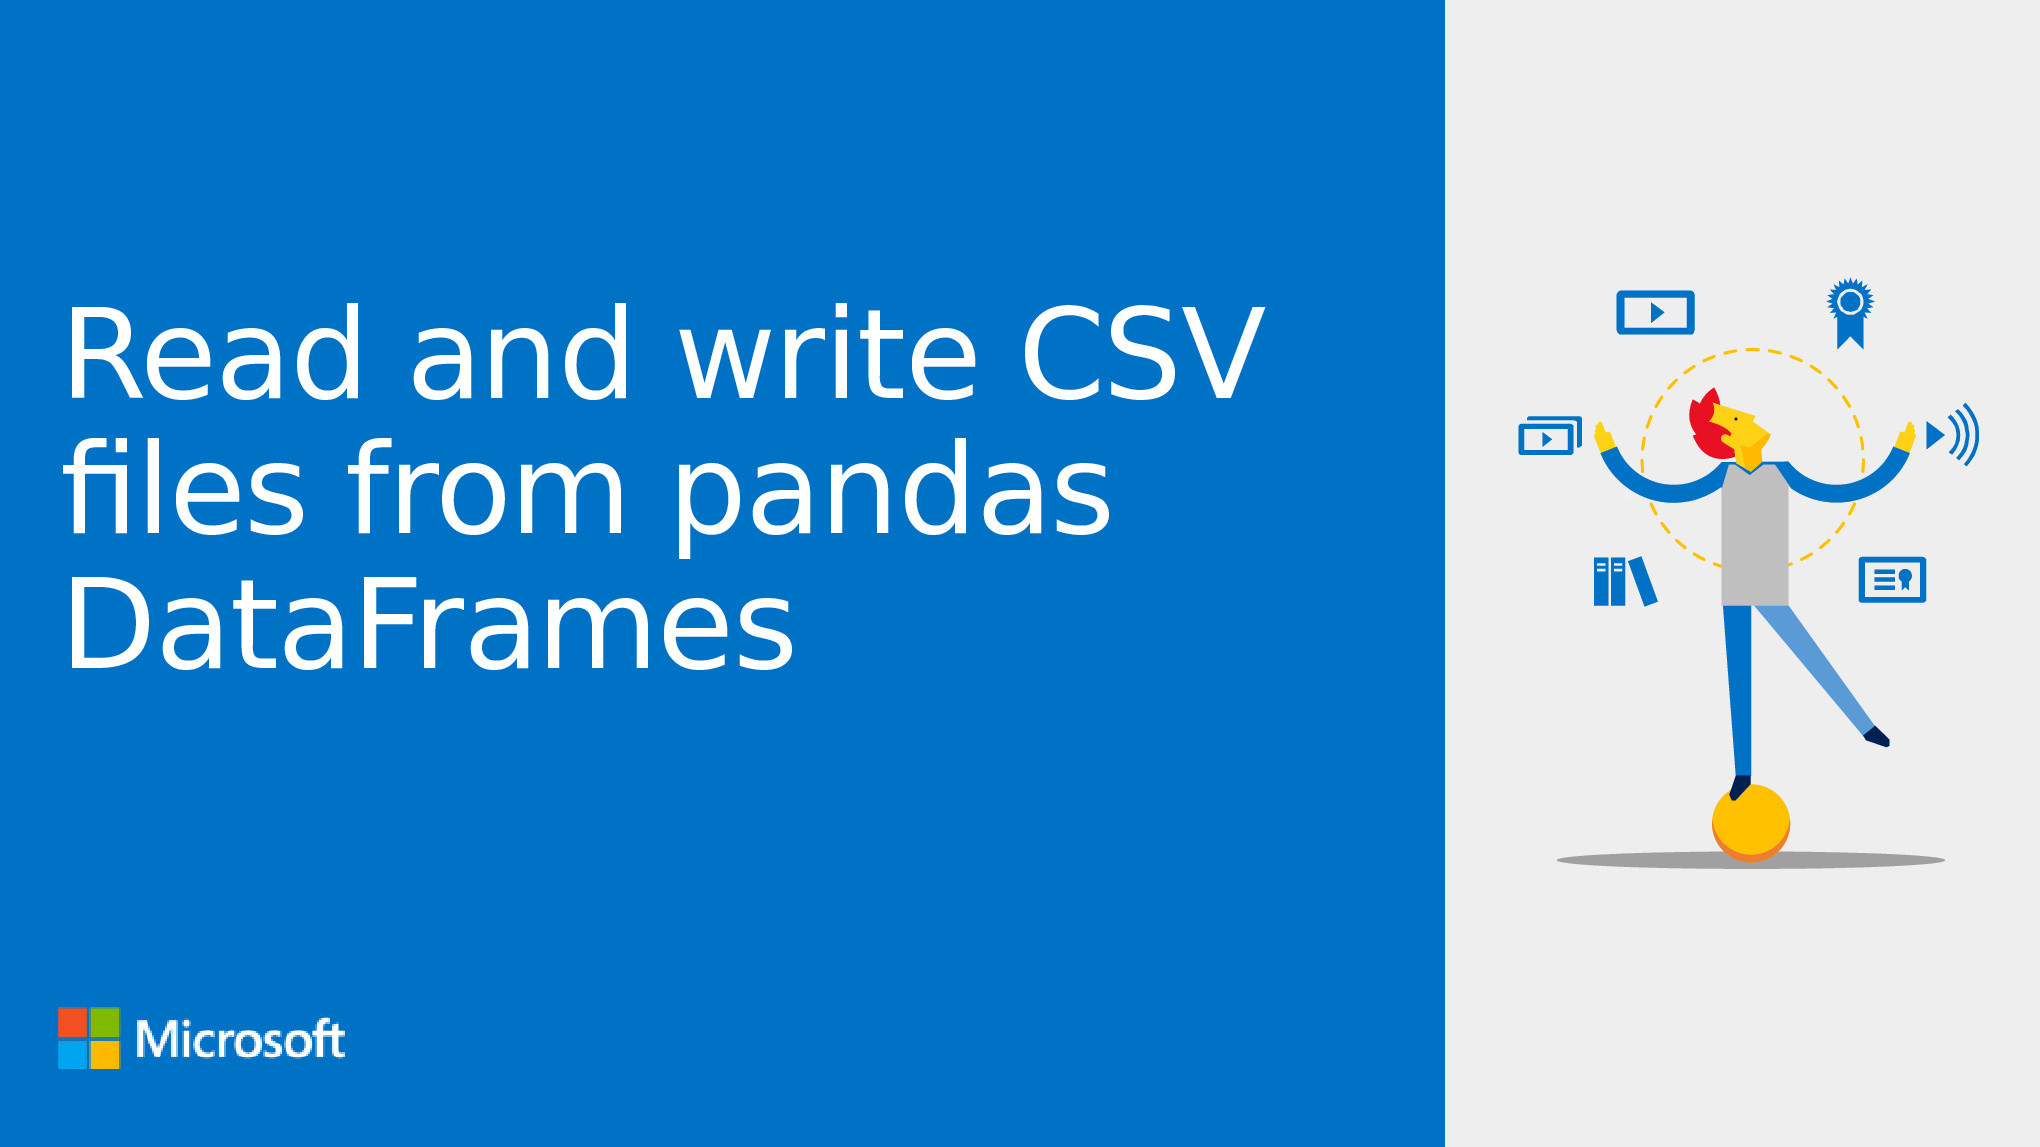 Read and write CSV
files from pandas
DataFrames
Microsoft